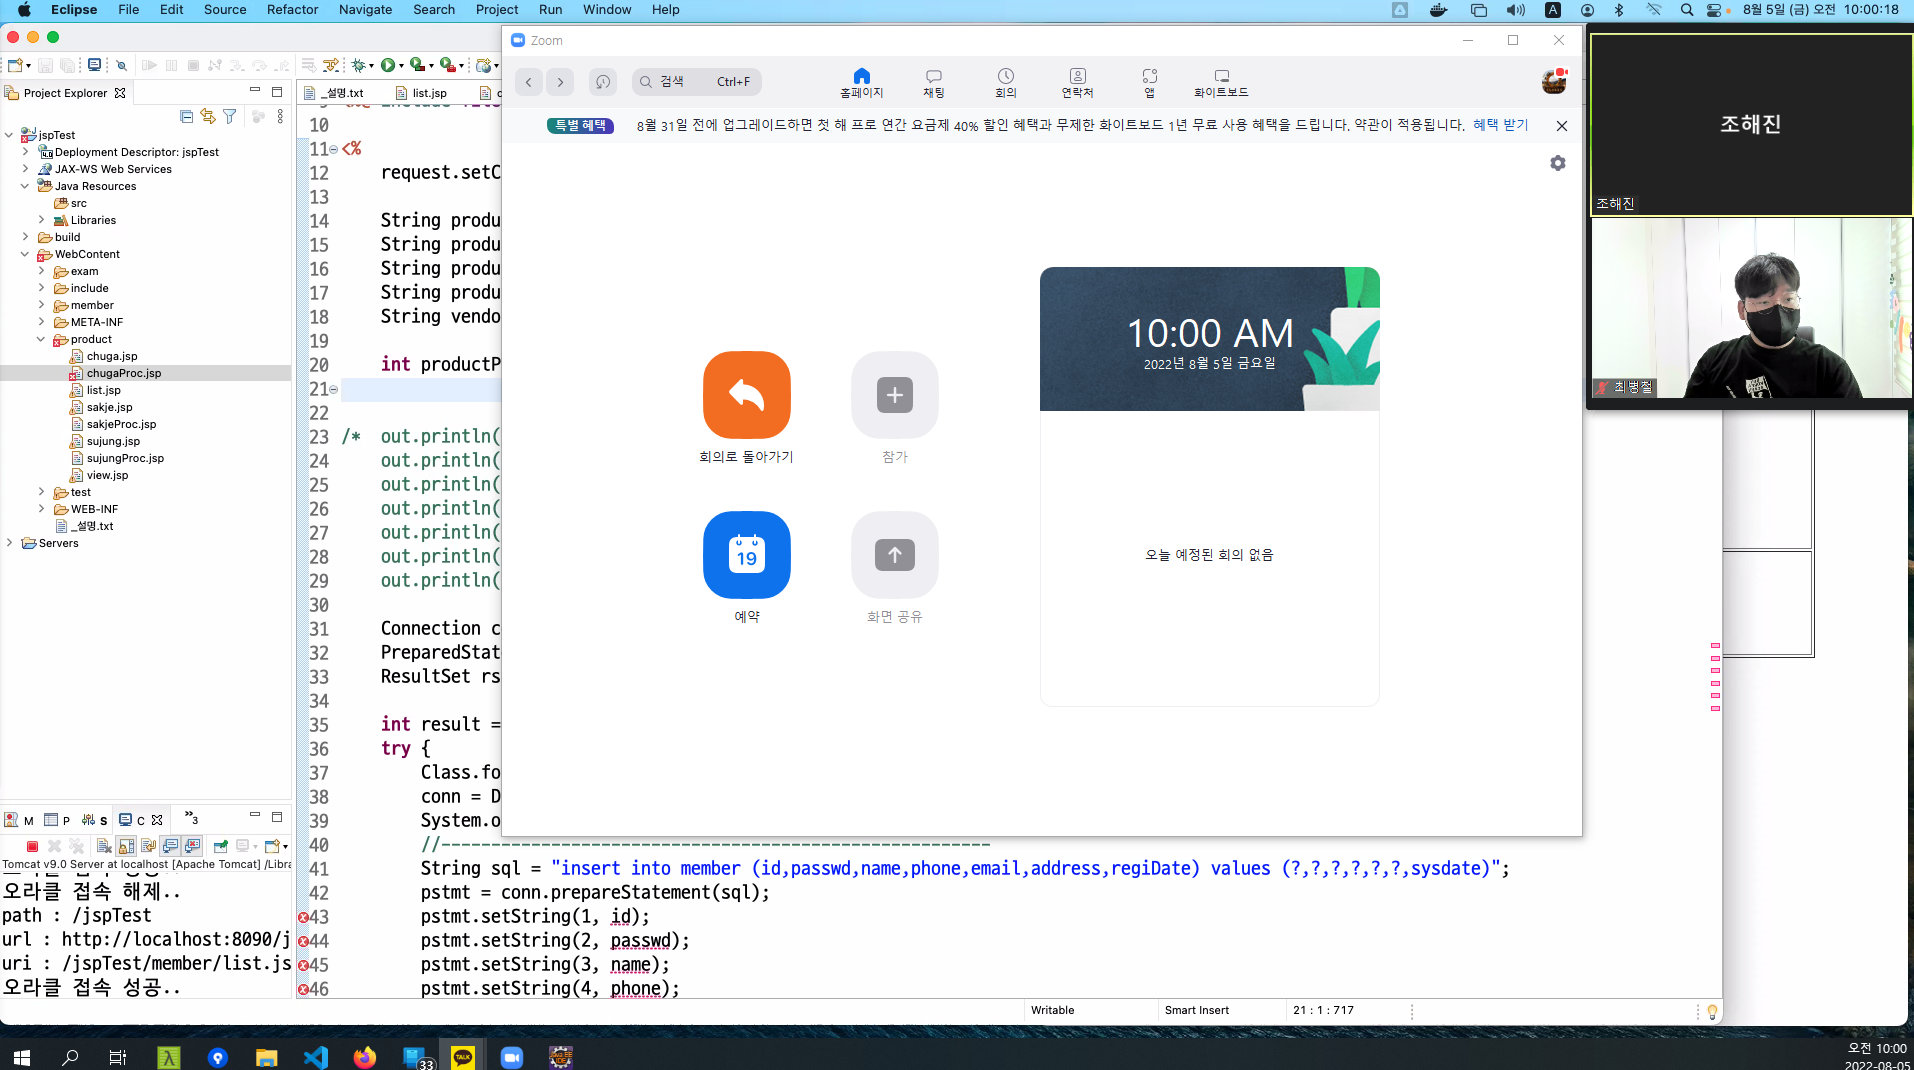 Eclipse File Edit Source Refactor Navigate Search Project Run Window Help
A
8월 5일 (금) 오전 10:00:18
Project Explorer
jspTest
Deployment Descriptor: jspTest
JAX-WS Web Services
Java Resources
src
Libraries
build
WebContent
exam
include
member
META-INF
product
chuga.jsp
chugaProc.jsp
list.jsp
sakje.jsp
sakjeProc.jsp
sujung.jsp
sujungProc.jsp
view.jsp
test
WEB-INF
_설명.txt
Servers
_설명.txt
list.jsp
10
11 <%
12 request.setC
13
14 String produ
15 String produ
16 String produ
17 String produ
18 String vendo
19
20 int productP
21
22
23 /* out.println(
24 out.println(
25 out.println(
26 out.println(
27 out.println(
28 out.println(
29 out.println(
30
31 Connection c
32 PreparedStat
33 ResultSet rs
34
35 int result =
36 try {
37 Class.fo
38 conn = D
39 System.o
40 //-------------------------------------------------------
41 String sql = "insert into member (id,passwd,name,phone,email,address,regiDate) values (?,?,?,?,?,?,sysdate)";
42 pstmt = conn.prepareStatement(sql);
43 pstmt.setString(1, id);
44 pstmt.setString(2, passwd);
45 pstmt.setString(3, name);
46 pstmt.setString(4, phone);
Zoom
검색 Ctrl+F
홈페이지 채팅 회의 연락처 앱 화이트보드
특별 혜택 8월 31일 전에 업그레이드하면 첫 해 프로 연간 요금제 40% 할인 혜택과 무제한 화이트보드 1년 무료 사용 혜택을 드립니다. 약관이 적용됩니다. 혜택 받기
회의로 돌아가기
참가
19
예약
화면 공유
10:00 AM
2022년 8월 5일 금요일
오늘 예정된 회의 없음
조해진
조해진
최병철
M P S C
3
Tomcat v9.0 Server at localhost [Apache Tomcat] /Libra
오라클 접속 해제..
path : /jspTest
url : http://localhost:8090/j
uri : /jspTest/member/list.js
오라클 접속 성공..
Writable Smart Insert 21 : 1 : 717
33
TALK
오전 10:00
2022-08-05